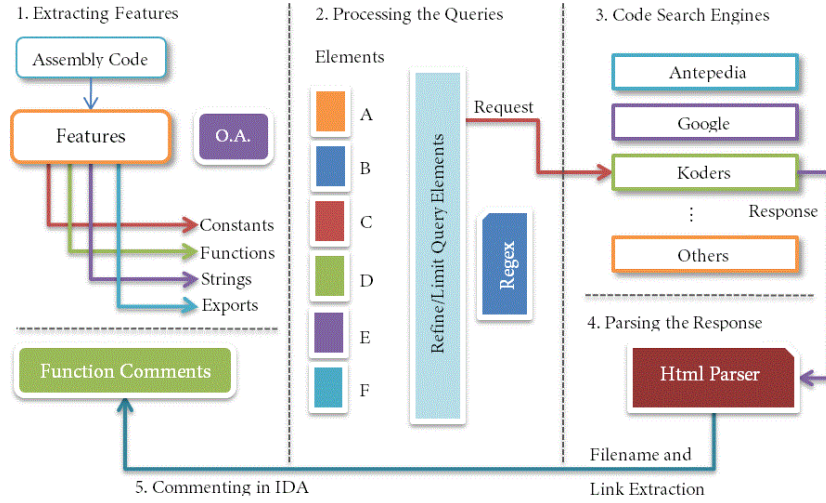 1. Extracting Features
Assembly Code
Features
O.A.
Constants
Functions
Strings
Exports
2. Processing the Queries
Elements
A
B
C
D
E
F
Refine/Limit Query Elements
Request
Regex
3. Code Search Engines
Antepedia
Google
Koders
⋮
Response
Others
4. Parsing the Response
Html Parser
Filename and
Link Extraction
5. Commenting in IDA
Function Comments